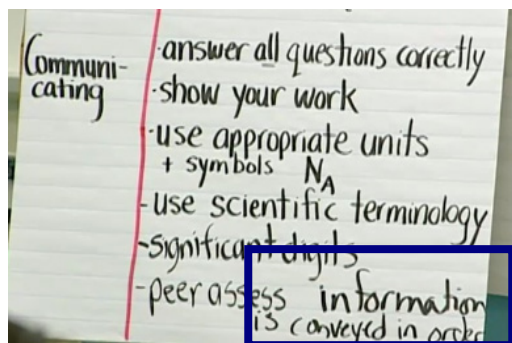 Communi-
cating
·answer all questions correctly
·show your work
·use appropriate units
+ symbols NA
-use scientific terminology
-significant digits
-peer assess information
is conveyed in order